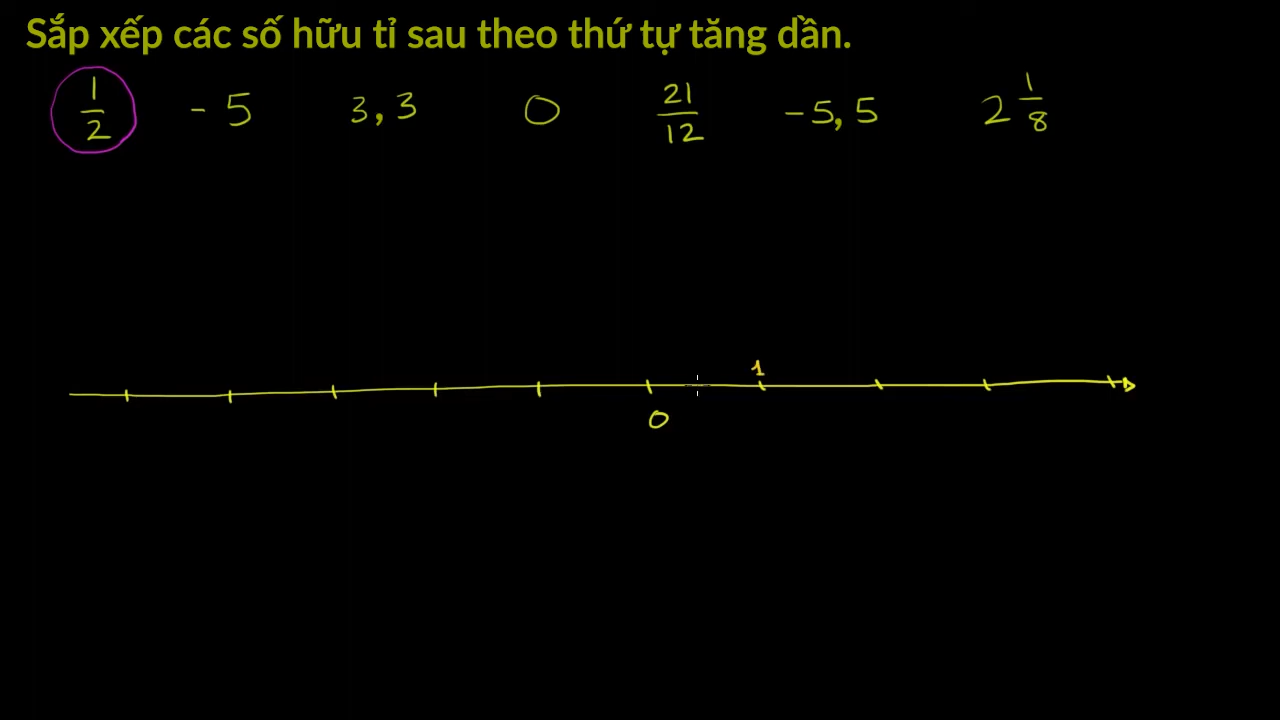 Sắp xếp các số hữu tỉ sau theo thứ tự tăng dần.
1/2 -5 3,3 0 21/12 -5,5 2 1/8
1
0